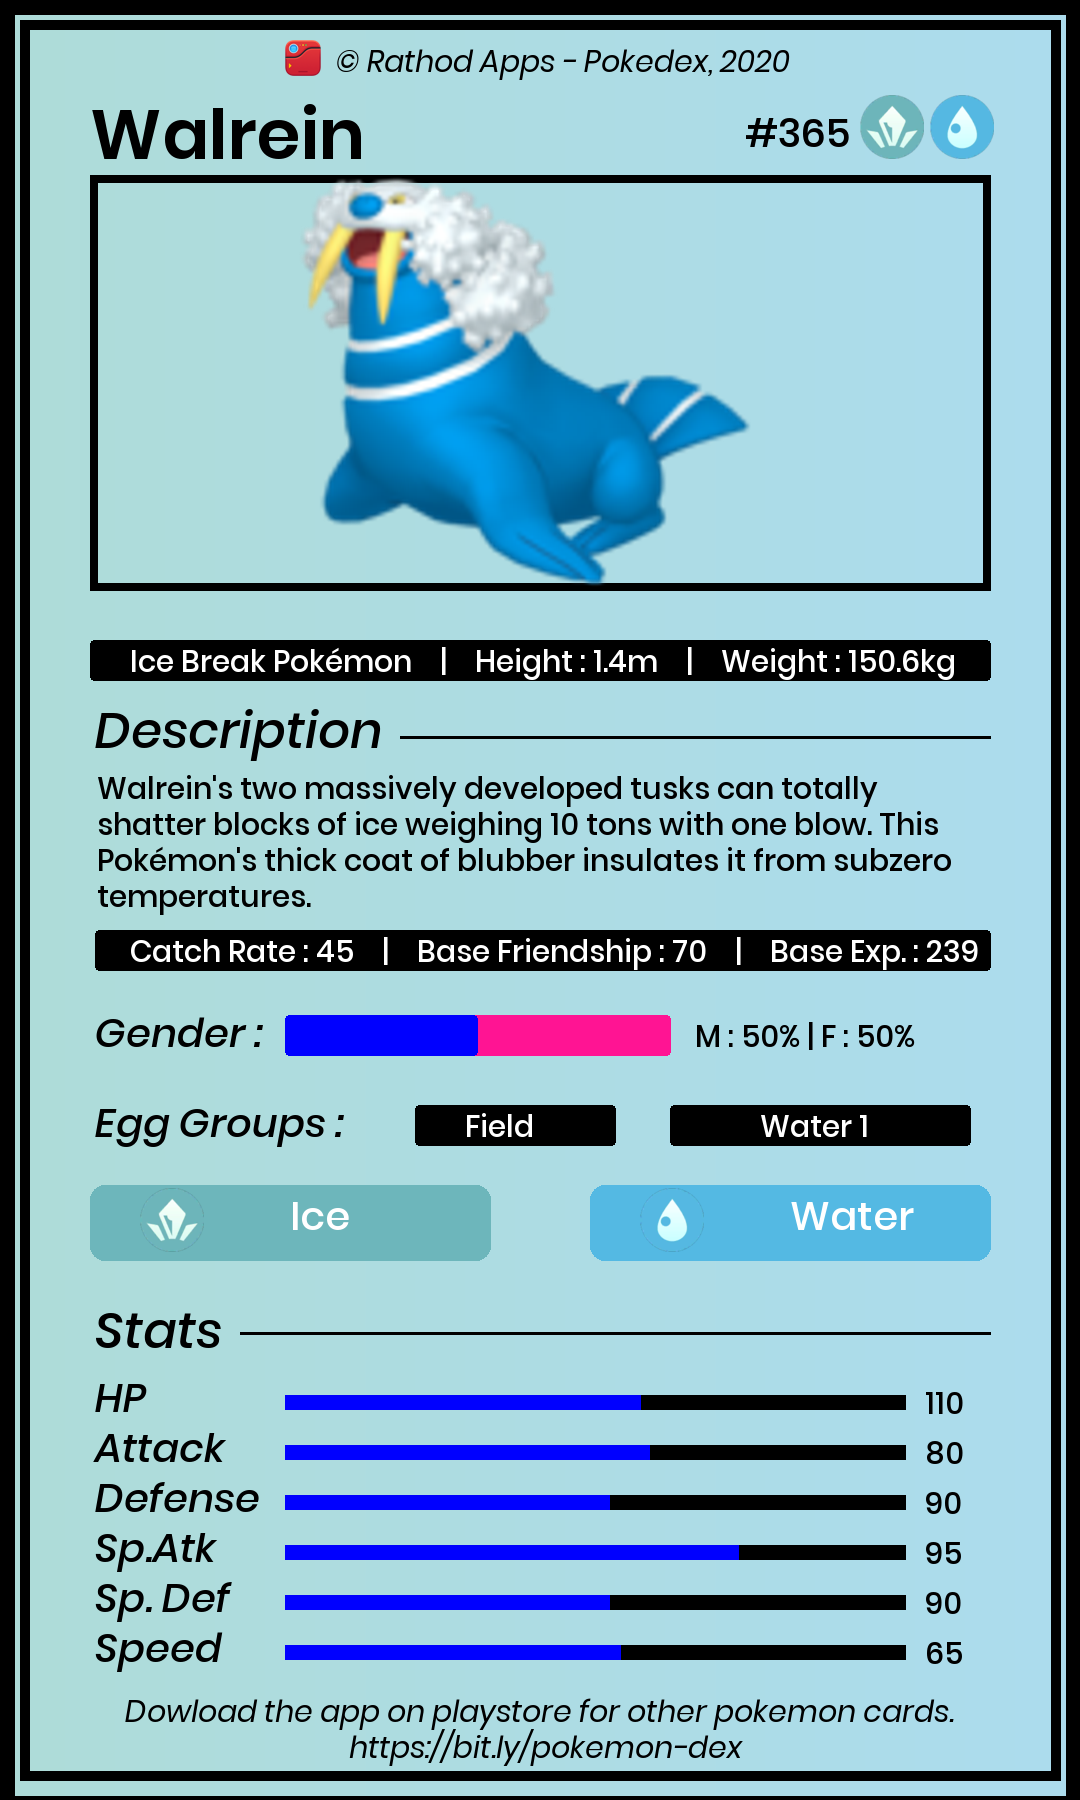 © Rathod Apps - Pokedex, 2020
Walrein #365
Ice Break Pokémon | Height : 1.4m | Weight : 150.6kg
Description
Walrein's two massively developed tusks can totally
shatter blocks of ice weighing 10 tons with one blow. This
Pokémon's thick coat of blubber insulates it from subzero
temperatures.
Catch Rate : 45 | Base Friendship : 70 | Base Exp. : 239
Gender : M : 50% | F : 50%
Egg Groups : Field Water 1
Ice Water
Stats
HP 110
Attack 80
Defense 90
Sp.Atk 95
Sp. Def 90
Speed 65
Dowload the app on playstore for other pokemon cards.
https://bit.ly/pokemon-dex